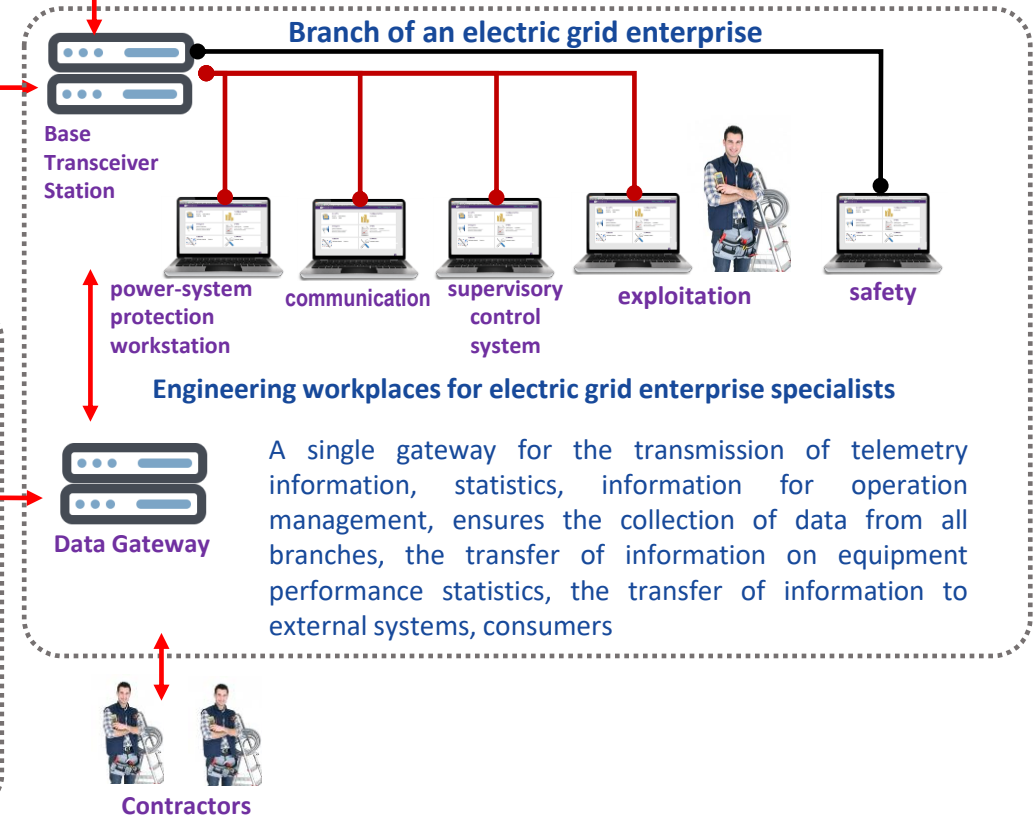 Branch of an electric grid enterprise
Base
Transceiver
Station
power-system
protection
workstation
communication
supervisory
control
system
exploitation
safety
Engineering workplaces for electric grid enterprise specialists
A single gateway for the transmission of telemetry
information, statistics, information for operation
management, ensures the collection of data from all
branches, the transfer of information on equipment
performance statistics, the transfer of information to
external systems, consumers
Data Gateway
Contractors